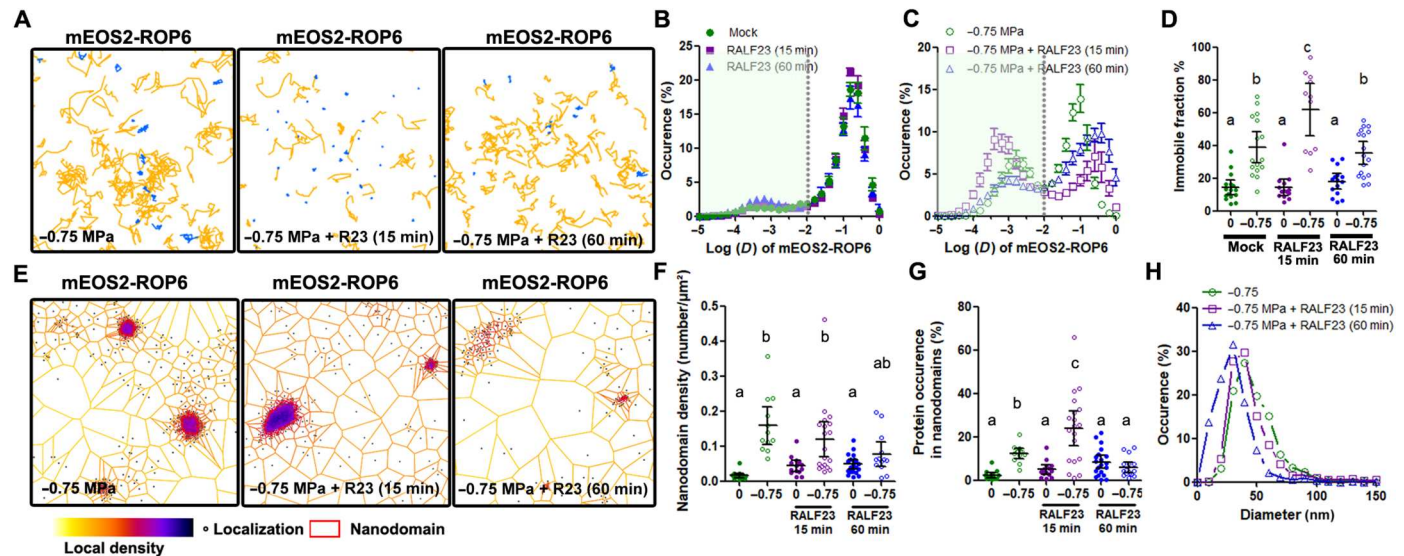 A
mEOS2-ROP6
mEOS2-ROP6
mEOS2-ROP6
−0.75 MPa
−0.75 MPa + R23 (15 min)
−0.75 MPa + R23 (60 min)
B
Mock
RALF23 (15 min)
RALF23 (60 min)
Occurence (%)
25
20
15
10
5
0
−5 −4 −3 −2 −1 0
Log (D) of mEOS2-ROP6
C
−0.75 MPa
−0.75 MPa + RALF23 (15 min)
−0.75 MPa + RALF23 (60 min)
Occurence (%)
20
15
10
5
0
−5 −4 −3 −2 −1 0
Log (D) of mEOS2-ROP6
D
Immobile fraction %
100
80
60
40
20
0
a b a c a b
0 −0.75 0 −0.75 0 −0.75
Mock RALF23 RALF23
15 min 60 min
E
mEOS2-ROP6
mEOS2-ROP6
mEOS2-ROP6
−0.75 MPa
−0.75 MPa + R23 (15 min)
−0.75 MPa + R23 (60 min)
Local density
Localization
Nanodomain
F
Nanodomain density (number/µm²)
0.5
0.4
0.3
0.2
0.1
0.0
a b a b a ab
0 −0.75 0 −0.75 0 −0.75
RALF23 RALF23
15 min 60 min
G
Protein occurence
in nanodomains (%)
80
60
40
20
0
a b a c a a
0 −0.75 0 −0.75 0 −0.75
RALF23 RALF23
15 min 60 min
H
−0.75
−0.75 MPa + RALF23 (15 min)
−0.75 MPa + RALF23 (60 min)
Occurence (%)
40
30
20
10
0
0 50 100 150
Diameter (nm)